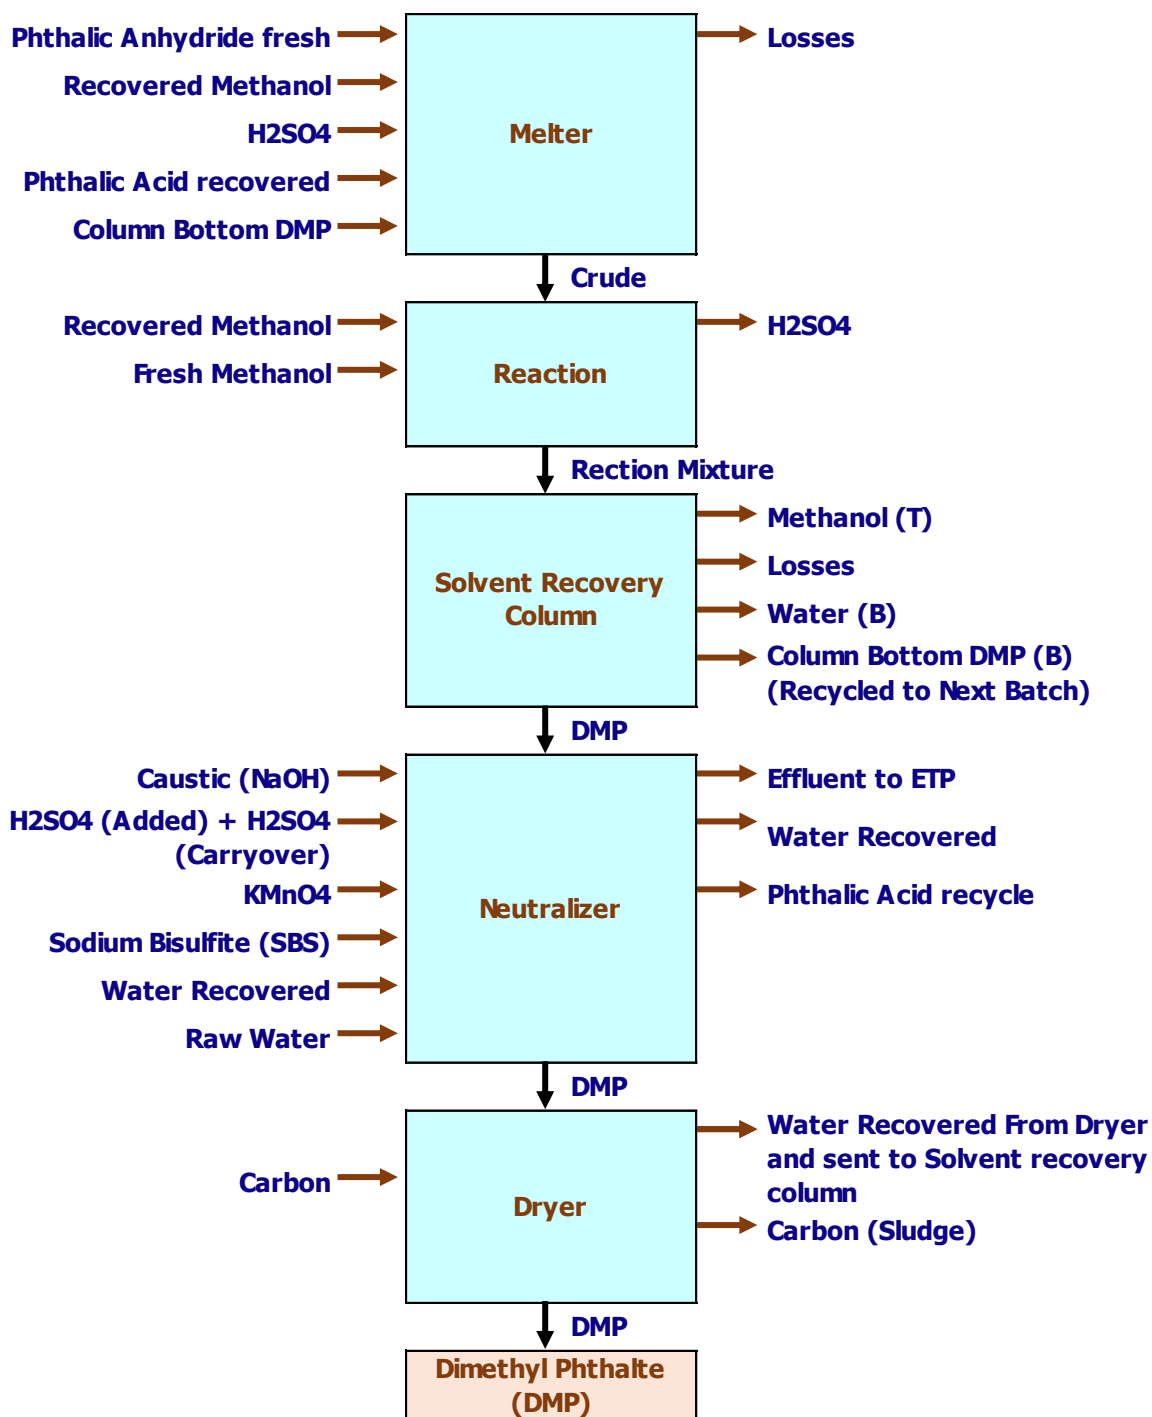 Phthalic Anhydride fresh
Losses
Recovered Methanol
H2SO4
Melter
Phthalic Acid recovered
Column Bottom DMP
Crude
Recovered Methanol
H2SO4
Fresh Methanol
Reaction
Rection Mixture
Methanol (T)
Losses
Solvent Recovery
Column
Water (B)
Column Bottom DMP (B)
(Recycled to Next Batch)
DMP
Caustic (NaOH)
Effluent to ETP
H2SO4 (Added) + H2SO4
(Carryover)
Water Recovered
KMnO4
Phthalic Acid recycle
Neutralizer
Sodium Bisulfite (SBS)
Water Recovered
Raw Water
DMP
Water Recovered From Dryer
and sent to Solvent recovery
column
Carbon
Dryer
Carbon (Sludge)
DMP
Dimethyl Phthalte
(DMP)